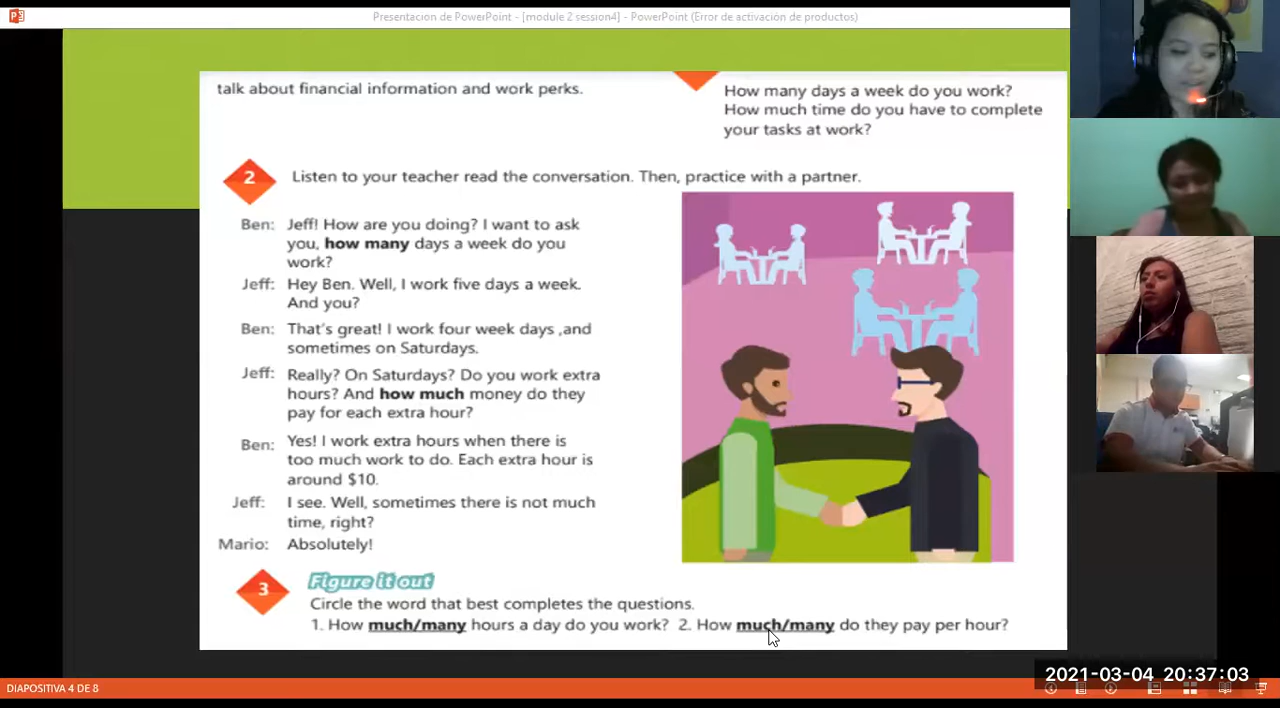 Presentación de PowerPoint - [module 2 session4] - PowerPoint (Error de activación de productos)
talk about financial information and work perks.
How many days a week do you work?
How much time do you have to complete
your tasks at work?
2 Listen to your teacher read the conversation. Then, practice with a partner.
Ben: Jeff! How are you doing? I want to ask
you, how many days a week do you
work?
Jeff: Hey Ben. Well, I work five days a week.
And you?
Ben: That's great! I work four week days ,and
sometimes on Saturdays.
Jeff: Really? On Saturdays? Do you work extra
hours? And how much money do they
pay for each extra hour?
Ben: Yes! I work extra hours when there is
too much work to do. Each extra hour is
around $10.
Jeff: I see. Well, sometimes there is not much
time, right?
Mario: Absolutely!
3 Figure it out
Circle the word that best completes the questions.
1. How much/many hours a day do you work? 2. How much/many do they pay per hour?
2021-03-04 20:37:03
DIAPOSITIVA 4 DE 8